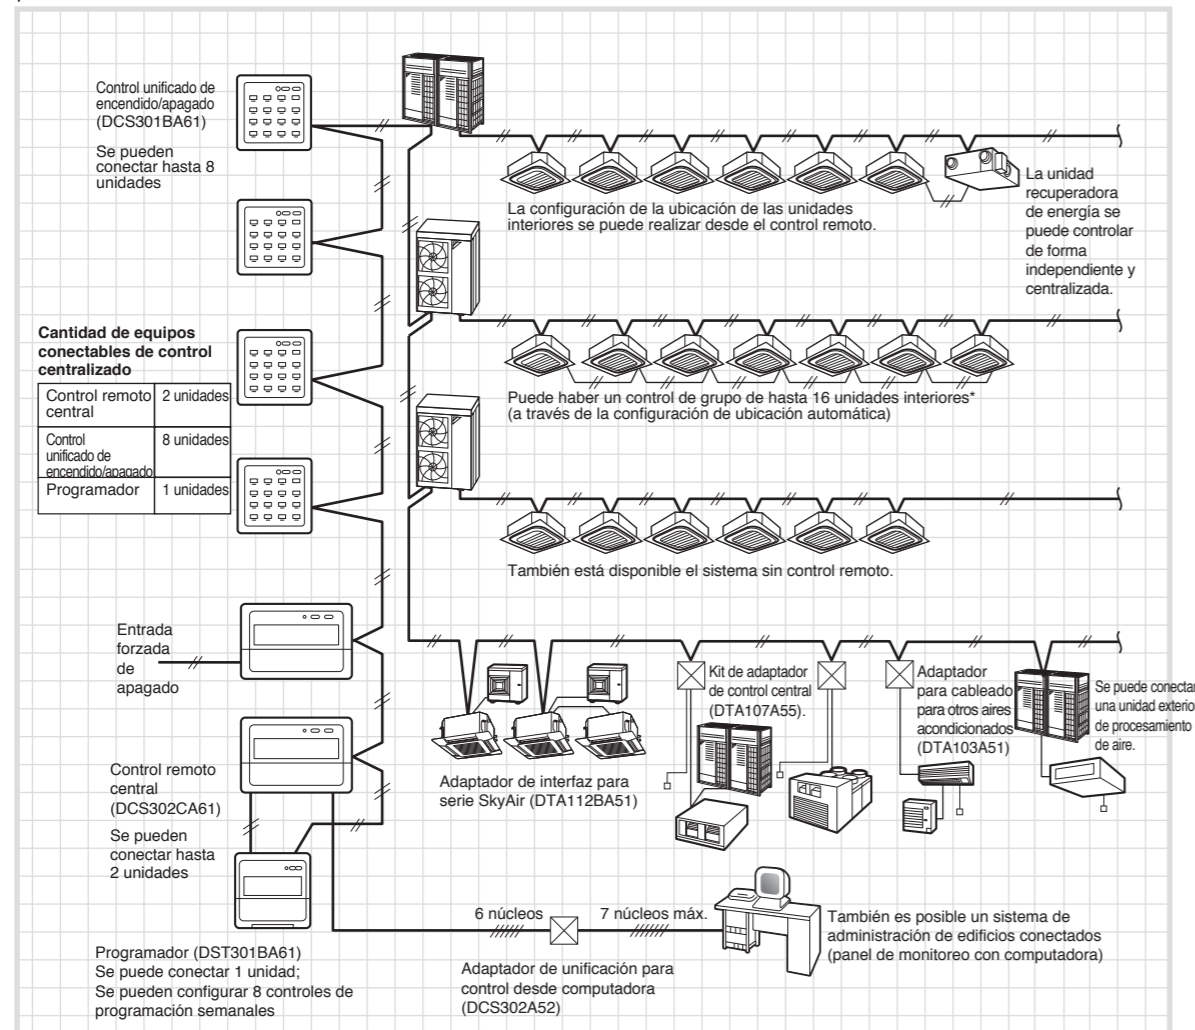 Control unificado de
encendido/apagado
(DCS301BA61)
Se pueden
conectar hasta 8
unidades
La configuración de la ubicación de las unidades
interiores se puede realizar desde el control remoto.
La unidad
recuperadora
de energía se
puede controlar
de forma
independiente y
centralizada.
Cantidad de equipos
conectables de control
centralizado
Control remoto
central
2 unidades
Control
unificado de
encendido/apagado
8 unidades
Programador
1 unidades
Puede haber un control de grupo de hasta 16 unidades interiores*
(a través de la configuración de ubicación automática)
También está disponible el sistema sin control remoto.
Entrada
forzada
de
apagado
Kit de adaptador
de control central
(DTA107A55).
Adaptador
para cableado
para otros aires
acondicionados
(DTA103A51)
Se puede conectar
una unidad exterio
de procesamiento
de aire.
Adaptador de interfaz para
serie SkyAir (DTA112BA51)
Control remoto
central
(DCS302CA61)
Se pueden
conectar hasta
2 unidades
6 núcleos
7 núcleos máx.
También es posible un sistema de
administración de edificios conectados
(panel de monitoreo con computadora)
Programador (DST301BA61)
Se puede conectar 1 unidad;
Se pueden configurar 8 controles de
programación semanales
Adaptador de unificación para
control desde computadora
(DCS302A52)